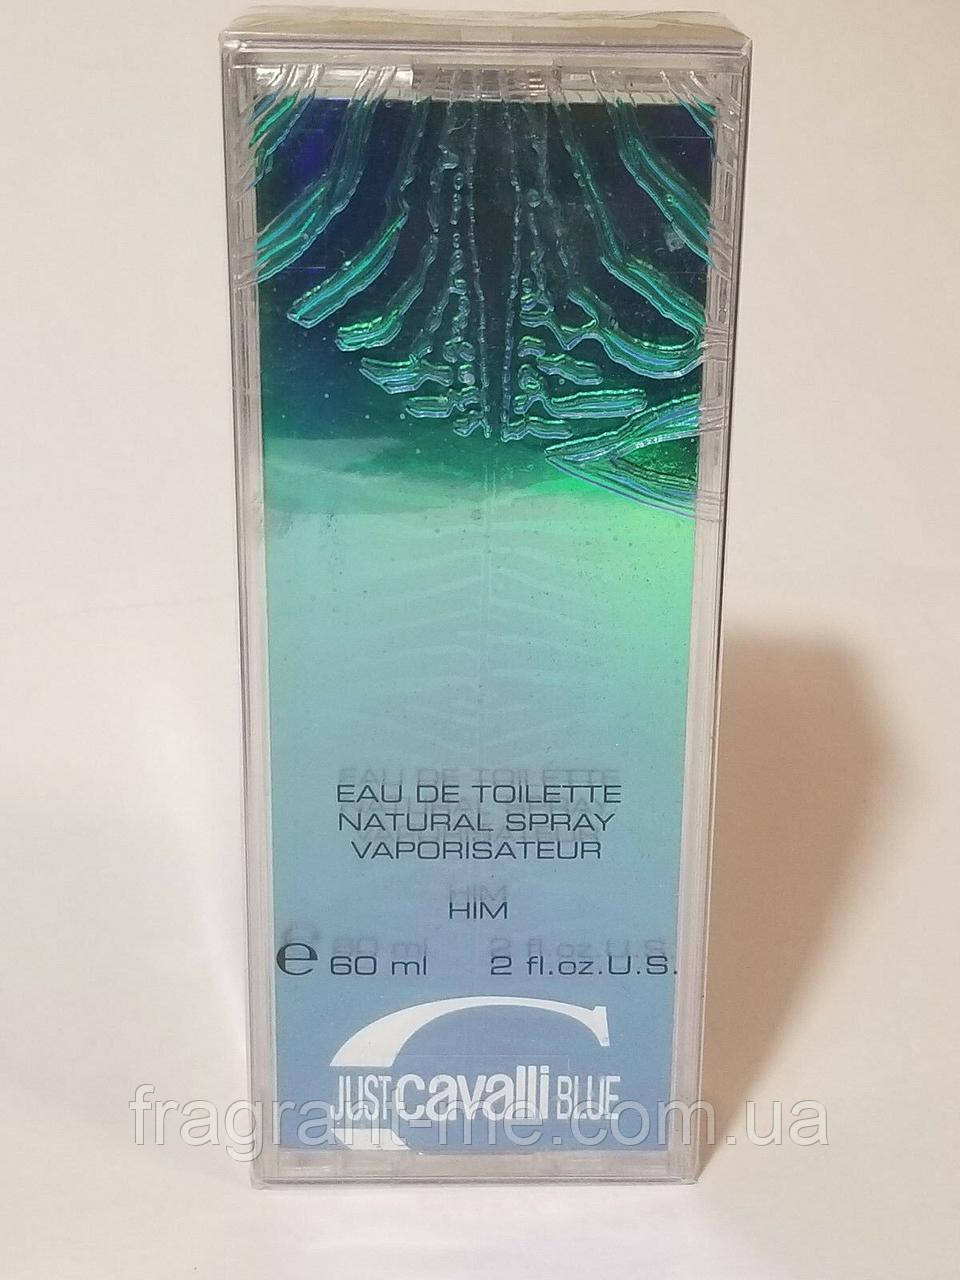 EAU DE TOILETTE
NATURAL SPRAY
VAPORISATEUR
HIM
e 60 ml 2 fl.oz.U.S.
JUST cavalli BLUE
fragrant-me.com.ua